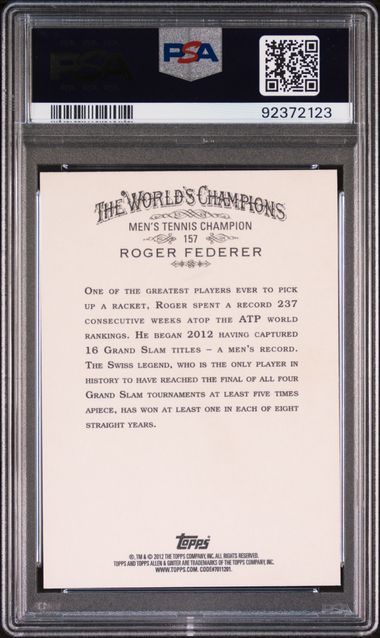 PSA
PSA
92372123
THE WORLD'S CHAMPIONS
MEN'S TENNIS CHAMPION
157
ROGER FEDERER
ONE OF THE GREATEST PLAYERS EVER TO PICK
UP A RACKET, ROGER SPENT A RECORD 237
CONSECUTIVE WEEKS ATOP THE ATP WORLD
RANKINGS. HE BEGAN 2012 HAVING CAPTURED
16 GRAND SLAM TITLES – A MEN'S RECORD.
THE SWISS LEGEND, WHO IS THE ONLY PLAYER IN
HISTORY TO HAVE REACHED THE FINAL OF ALL FOUR
GRAND SLAM TOURNAMENTS AT LEAST FIVE TIMES
APIECE, HAS WON AT LEAST ONE IN EACH OF EIGHT
STRAIGHT YEARS.
Topps
®, TM & © 2012 THE TOPPS COMPANY, INC. ALL RIGHTS RESERVED.
TOPPS AND TOPPS ALLEN & GINTER ARE TRADEMARKS OF THE TOPPS COMPANY, INC.
WWW.TOPPS.COM. CODE#7011201.